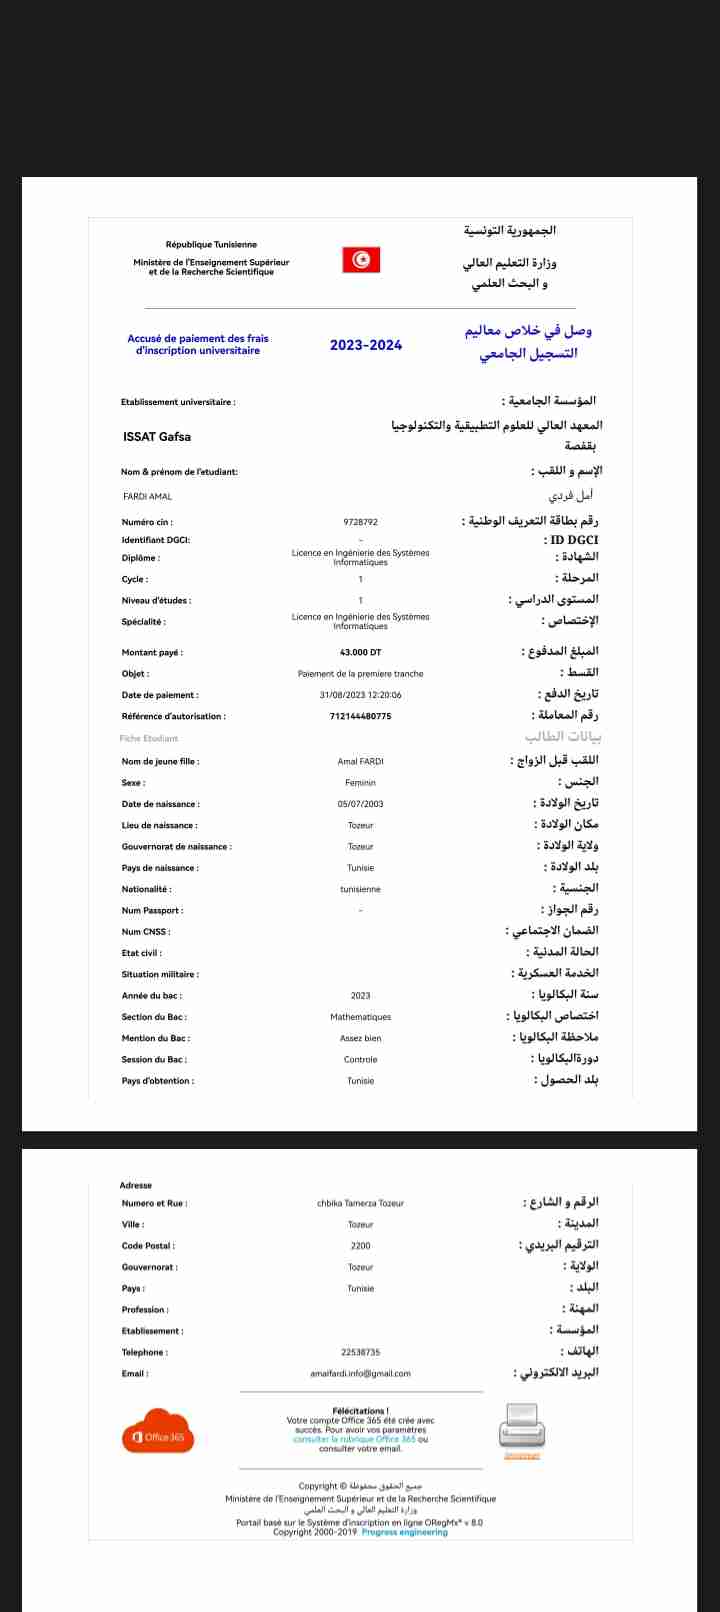 République Tunisienne
Ministère de l'Enseignement Supérieur
et de la Recherche Scientifique
الجمهورية التونسية
وزارة التعليم العالي
و البحث العلمي
Accusé de paiement des frais
d'inscription universitaire
2023-2024
وصل في خلاص معاليم
التسجيل الجامعي
Etablissement universitaire :
المؤسسة الجامعية :
ISSAT Gafsa
المعهد العالي للعلوم التطبيقية والتكنولوجيا
بقفصة
Nom & prénom de l'etudiant:
الإسم و اللقب :
FARDI AMAL
أمل فردي
Numéro cin : 9728792 رقم بطاقة التعريف الوطنية :
Identifiant DGCI: - ID DGCI :
Diplôme : Licence en Ingénierie des Systèmes الشهادة :
Informatiques
Cycle : 1 المرحلة :
Niveau d'études : 1 المستوى الدراسي :
Spécialité : Licence en Ingénierie des Systèmes الإختصاص :
Informatiques
Montant payé : 43.000 DT المبلغ المدفوع :
Objet : Paiement de la premiere tranche القسط :
Date de paiement : 31/08/2023 12:20:06 تاريخ الدفع :
Référence d'autorisation : 712144480775 رقم المعاملة :
Fiche Etudiant بيانات الطالب
Nom de jeune fille : Amal FARDI اللقب قبل الزواج :
Sexe : Feminin الجنس :
Date de naissance : 05/07/2003 تاريخ الولادة :
Lieu de naissance : Tozeur مكان الولادة :
Gouvernorat de naissance : Tozeur ولاية الولادة :
Pays de naissance : Tunisie بلد الولادة :
Nationalité : tunisienne الجنسية :
Num Passport : - رقم الجواز :
Num CNSS : الضمان الاجتماعي :
Etat civil : الحالة المدنية :
Situation militaire : الخدمة العسكرية :
Année du bac : 2023 سنة البكالويا :
Section du Bac : Mathematiques اختصاص البكالويا :
Mention du Bac : Assez bien ملاحظة البكالويا :
Session du Bac : Controle دورةالبكالويا :
Pays d'obtention : Tunisie بلد الحصول :
Adresse
Numero et Rue : chbika Tamerza Tozeur الرقم و الشارع :
Ville : Tozeur المدينة :
Code Postal : 2200 الترقيم البريدي :
Gouvernorat : Tozeur الولاية :
Pays : Tunisie البلد :
Profession : المهنة :
Etablissement : المؤسسة :
Telephone : 22538735 الهاتف :
Email : amalfardi.info@gmail.com البريد الالكتروني :
Office 365
Félécitations !
Votre compte Office 365 été crée avec
succès. Pour avoir vos paramètres
consulter la rubrique Office 365 ou
consulter votre email.
Imprimer
Copyright © جميع الحقوق محفوظة
Ministère de l'Enseignement Supérieur et de la Recherche Scientifique
وزارة التعليم العالي و البحث العلمي
Portail basé sur le Système d'inscription en ligne ORegMx® v 8.0
Copyright 2000-2019. Progress engineering